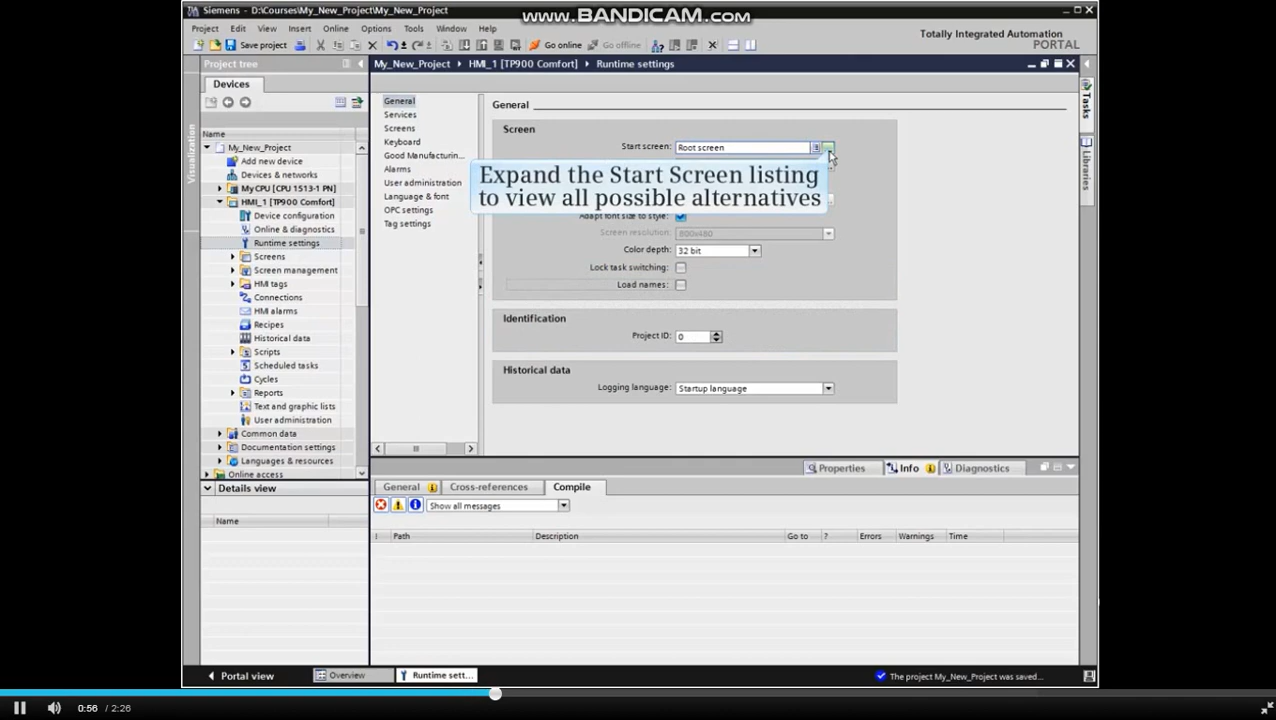 Siemens - D:\Courses\My_New_Project\My_New_Project
www.BANDICAM.com
Project Edit View Insert Online Options Tools Window Help
Totally Integrated Automation
PORTAL
Save project
Go online
Go offline
Project tree
My_New_Project HMI_1 [TP900 Comfort] Runtime settings
Devices
Name
My_New_Project
Add new device
Devices & networks
My CPU [CPU 1513-1 PN]
HMI_1 [TP900 Comfort]
Device configuration
Online & diagnostics
Runtime settings
Screens
Screen management
HMI tags
Connections
HMI alarms
Recipes
Historical data
Scripts
Scheduled tasks
Cycles
Reports
Text and graphic lists
User administration
Common data
Documentation settings
Languages & resources
Online access
Details view
Name
Visualization
General
Services
Screens
Keyboard
Good Manufacturin...
Alarms
User administration
Language & font
OPC settings
Tag settings
General
Screen
Start screen: Root screen
Expand the Start Screen listing
to view all possible alternatives
Adapt font size to style:
Screen resolution: 800x480
Color depth: 32 bit
Lock task switching:
Load names:
Identification
Project ID: 0
Historical data
Logging language: Startup language
Tasks
Libraries
Properties Info Diagnostics
General Cross-references Compile
Show all messages
! Path Description Go to ? Errors Warnings Time
Portal view Overview Runtime sett... The project My_New_Project was saved...
0:56 / 2:26